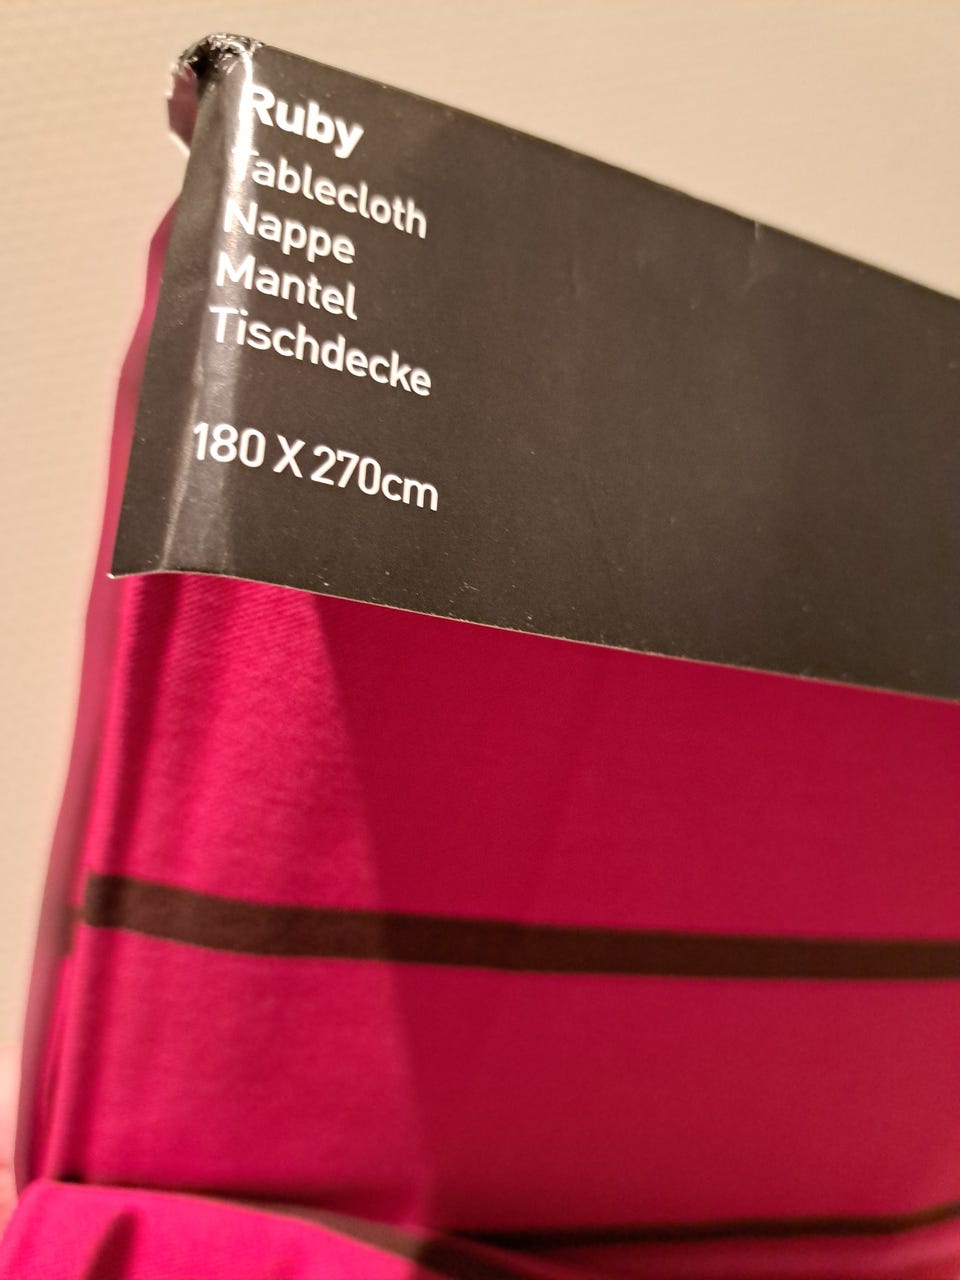 Ruby
Tablecloth
Nappe
Mantel
Tischdecke
180 X 270cm